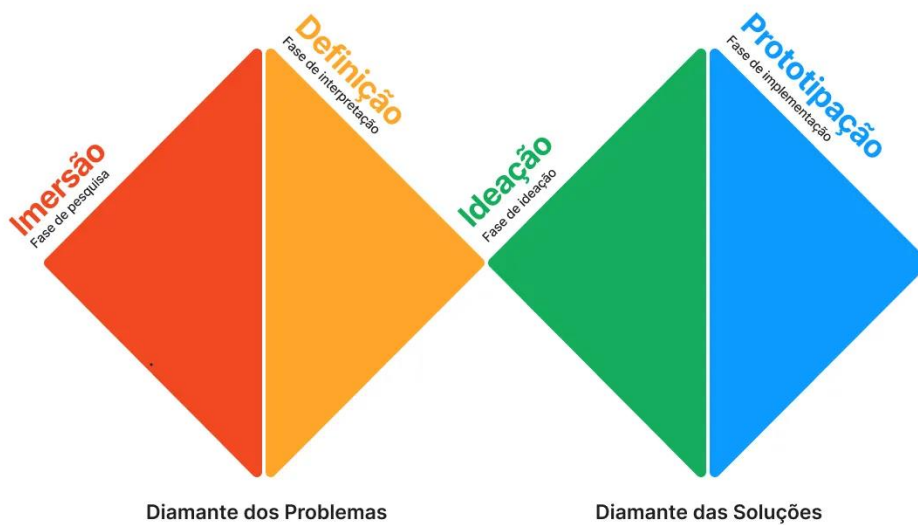 Imersão
Fase de pesquisa
Definição
Fase de interpretação
Ideação
Fase de ideação
Prototipação
Fase de implementação
Diamante dos Problemas
Diamante das Soluções